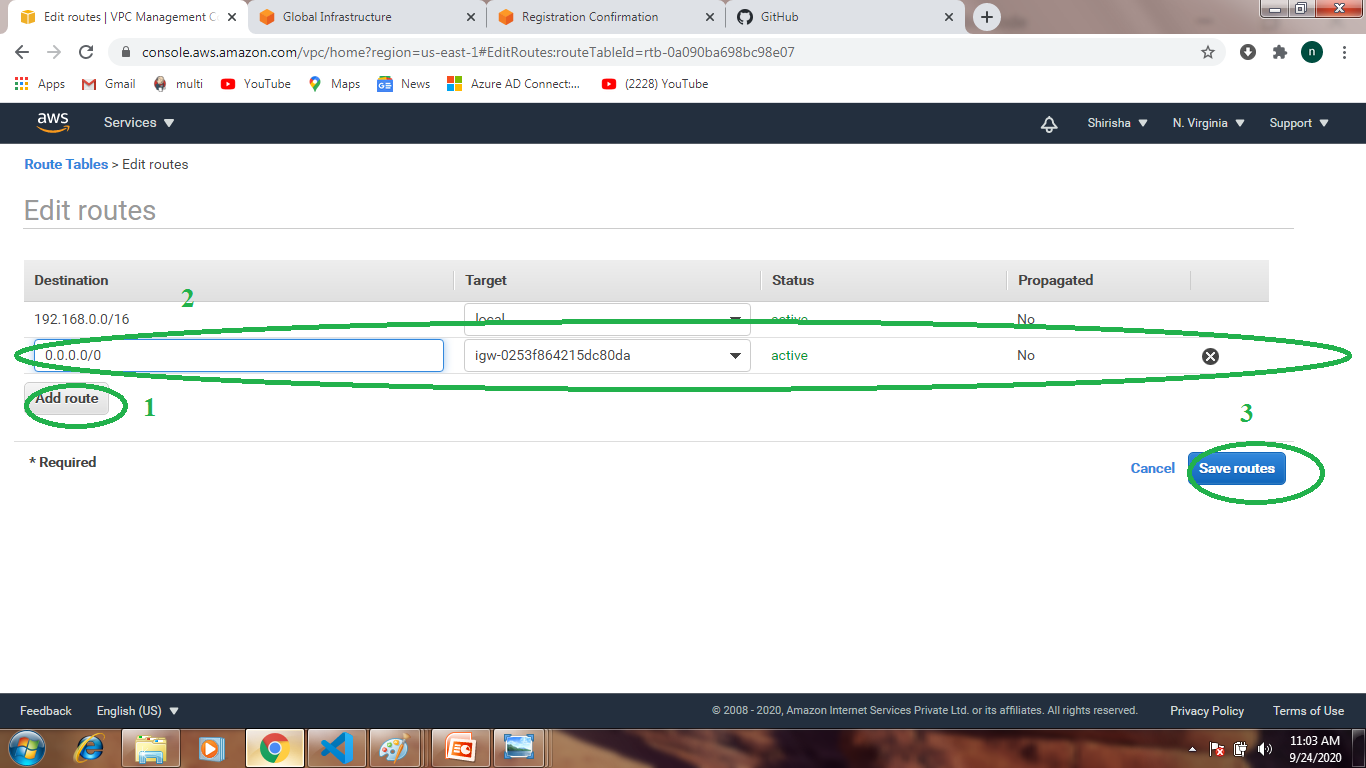 Edit routes | VPC Management C
Global Infrastructure
Registration Confirmation
GitHub
console.aws.amazon.com/vpc/home?region=us-east-1#EditRoutes:routeTableId=rtb-0a090ba698bc98e07
n
Apps
Gmail
multi
YouTube
Maps
News
Azure AD Connect:...
(2228) YouTube
aws
Services
Shirisha
N. Virginia
Support
Route Tables > Edit routes
Edit routes
Destination Target Status Propagated
2
192.168.0.0/16 local active No
0.0.0.0/0 igw-0253f864215dc80da active No
Add route
1
3
* Required
Cancel
Save routes
Feedback
English (US)
© 2008 - 2020, Amazon Internet Services Private Ltd. or its affiliates. All rights reserved.
Privacy Policy
Terms of Use
11:03 AM
9/24/2020